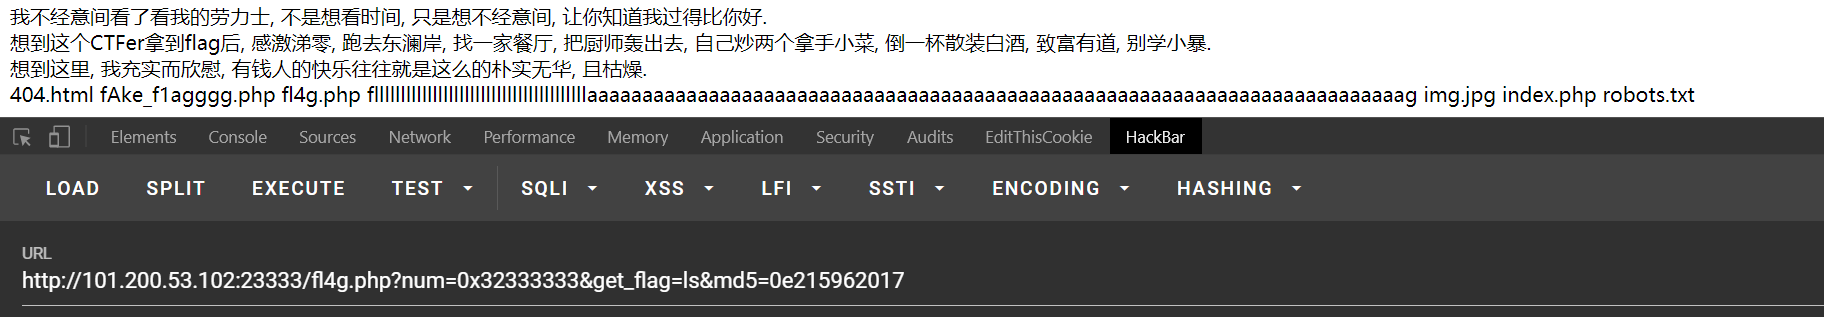 我不经意间看了看我的劳力士, 不是想看时间, 只是想不经意间, 让你知道我过得比你好.
想到这个CTFer拿到flag后, 感激涕零, 跑去东澜岸, 找一家餐厅, 把厨师轰出去, 自己炒两个拿手小菜, 倒一杯散装白酒, 致富有道, 别学小暴.
想到这里, 我充实而欣慰, 有钱人的快乐往往就是这么的朴实无华, 且枯燥.
404.html fAke_f1agggg.php fl4g.php img.jpg index.php robots.txt
Elements Console Sources Network Performance Memory Application Security Audits EditThisCookie HackBar
LOAD SPLIT EXECUTE TEST SQLI XSS LFI SSTI ENCODING HASHING
URL
http://101.200.53.102:23333/fl4g.php?num=0x32333333&get_flag=ls&md5=0e215962017